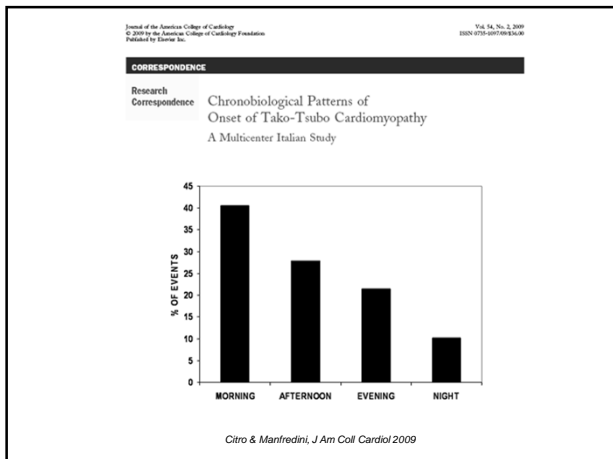 Journal of the American College of Cardiology
© 2009 by the American College of Cardiology Foundation
Published by Elsevier Inc.
Vol. 54, No. 2, 2009
ISSN 0735-1097/09/$36.00
CORRESPONDENCE
Research
Correspondence
Chronobiological Patterns of
Onset of Tako-Tsubo Cardiomyopathy
A Multicenter Italian Study
% OF EVENTS
45
40
35
30
25
20
15
10
5
0
MORNING AFTERNOON EVENING NIGHT
Citro & Manfredini, J Am Coll Cardiol 2009